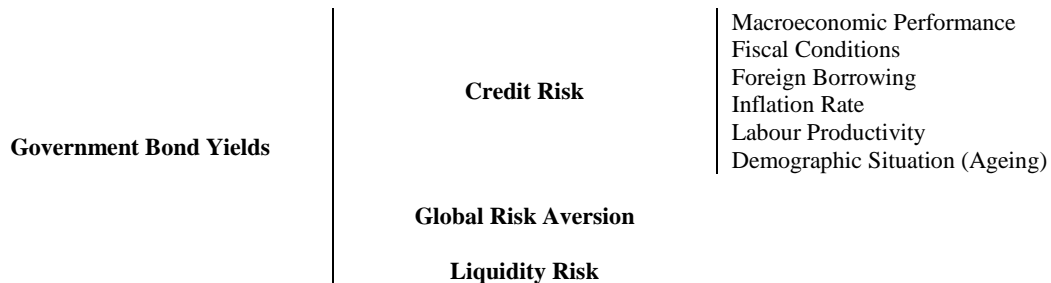 Government Bond Yields
Credit Risk
Macroeconomic Performance
Fiscal Conditions
Foreign Borrowing
Inflation Rate
Labour Productivity
Demographic Situation (Ageing)
Global Risk Aversion
Liquidity Risk